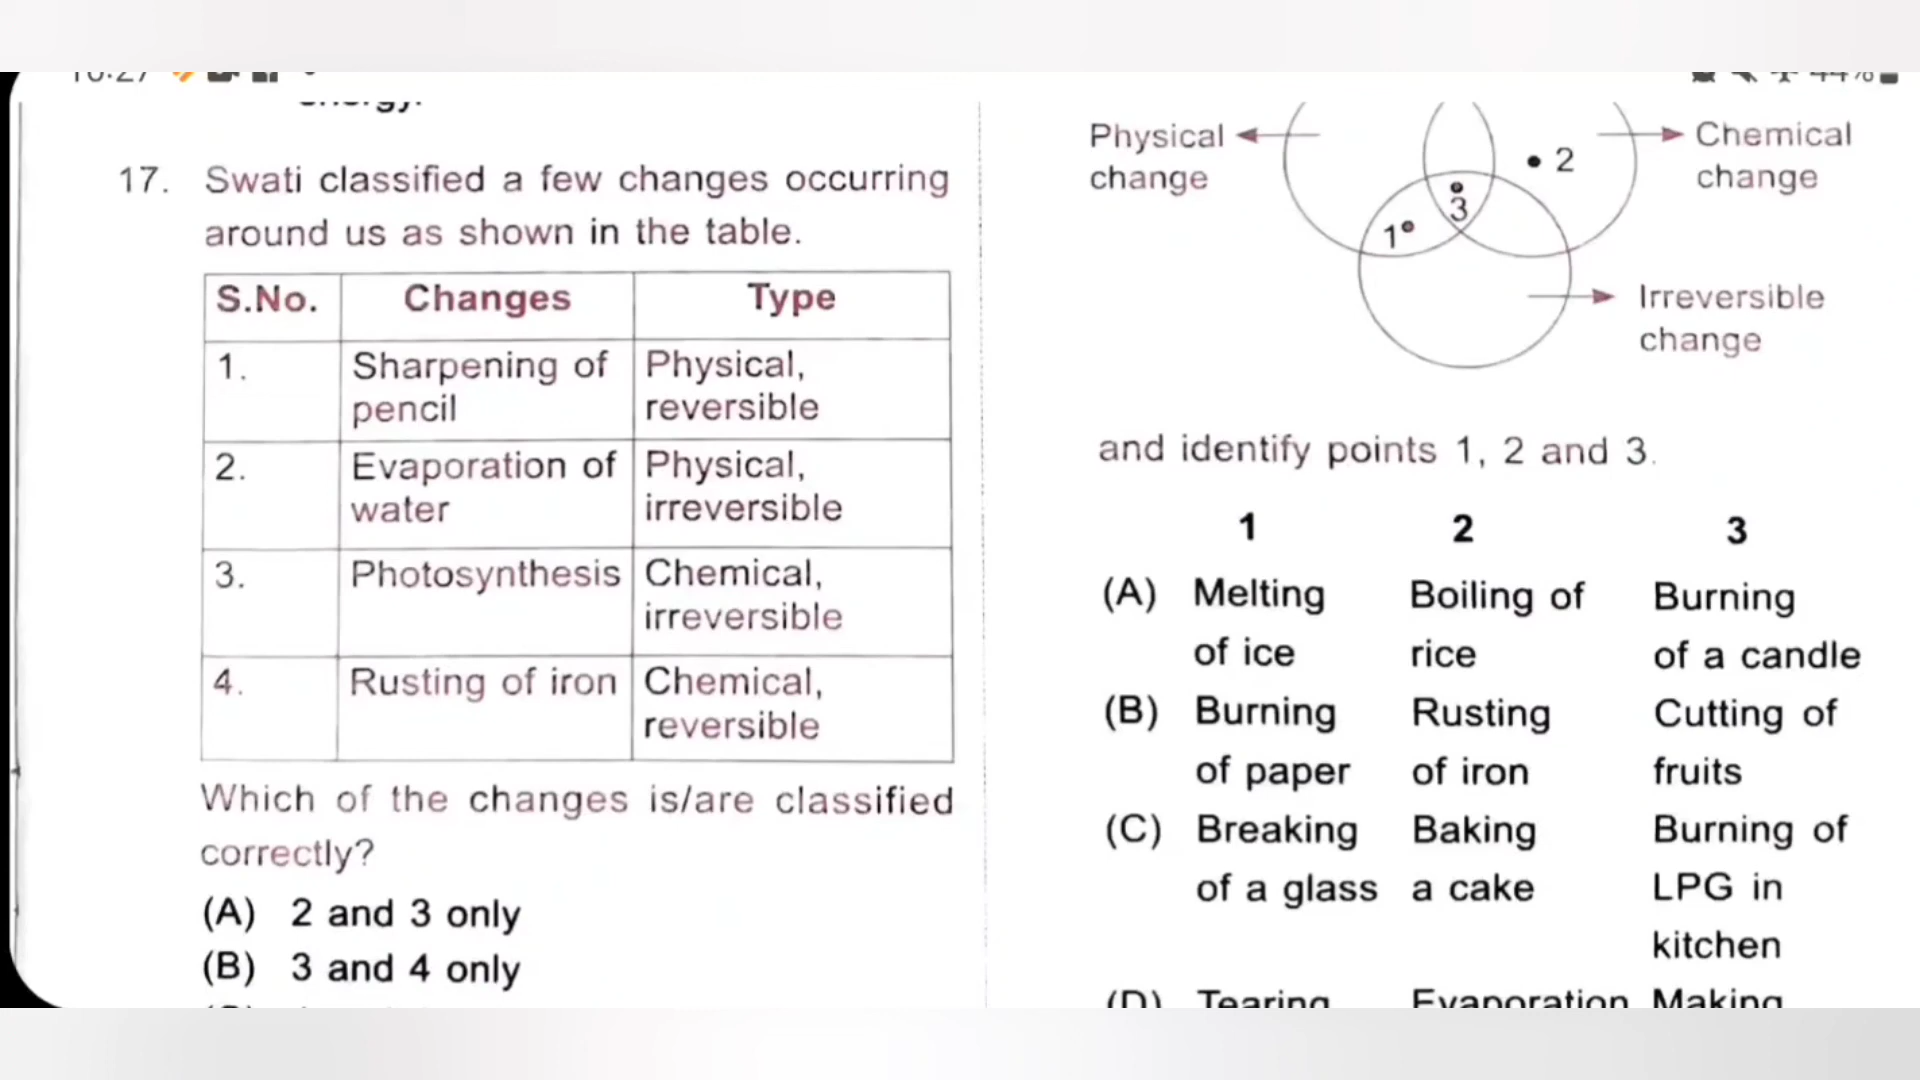 17. Swati classified a few changes occurring
around us as shown in the table.
S.No. Changes Type
1. Sharpening of Physical,
pencil reversible
2. Evaporation of Physical,
water irreversible
3. Photosynthesis Chemical,
irreversible
4. Rusting of iron Chemical,
reversible
Which of the changes is/are classified
correctly?
(A) 2 and 3 only
(B) 3 and 4 only
Physical
change
Chemical
change
2
3
1
Irreversible
change
and identify points 1, 2 and 3.
1 2 3
(A) Melting Boiling of Burning
of ice rice of a candle
(B) Burning Rusting Cutting of
of paper of iron fruits
(C) Breaking Baking Burning of
of a glass a cake LPG in
kitchen
(D) Tearing Evaporation Making